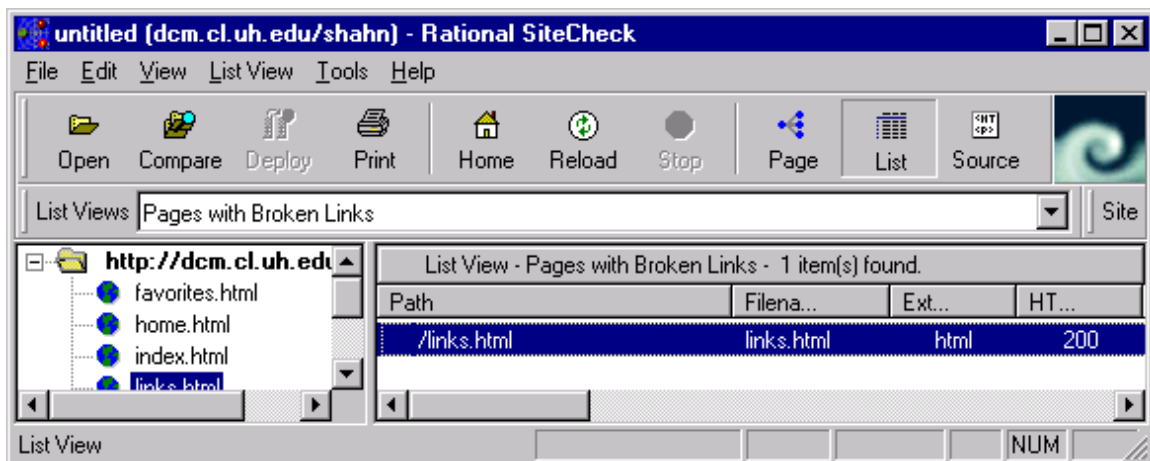 untitled (dcm.cl.uh.edu/shahn) - Rational SiteCheck
File Edit View List View Tools Help
Open Compare Deploy Print Home Reload Stop Page List Source
List Views Pages with Broken Links Site
http://dcm.cl.uh.edu
List View - Pages with Broken Links - 1 item(s) found.
favorites.html
Path Filena... Ext... HT...
home.html
/links.html links.html html 200
index.html
links.html
List View NUM